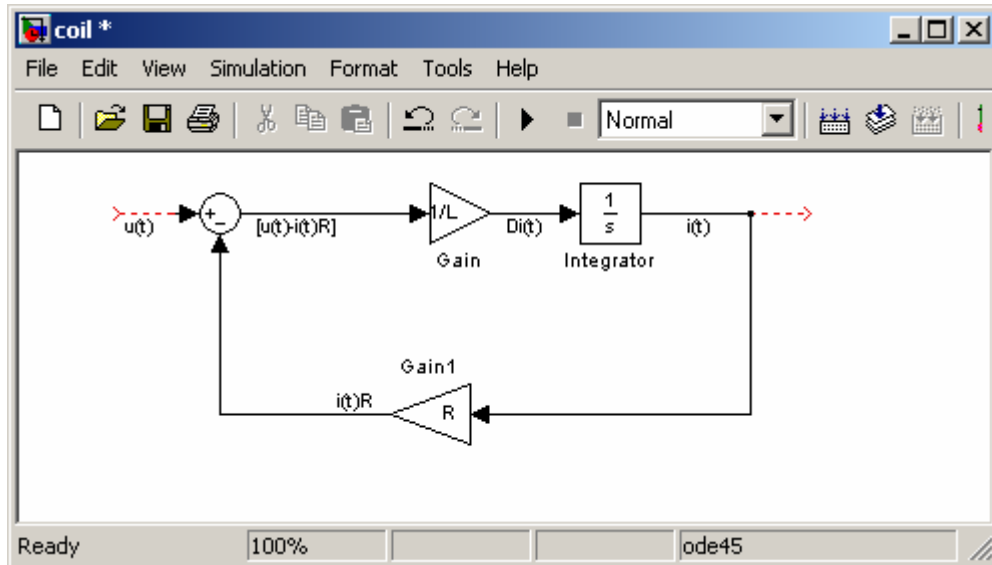 coil *
File Edit View Simulation Format Tools Help
Normal
u(t)
+
−
[u(t)-i(t)R]
1/L
Gain
Di(t)
1
s
Integrator
i(t)
Gain1
i(t)R
R
Ready 100% ode45